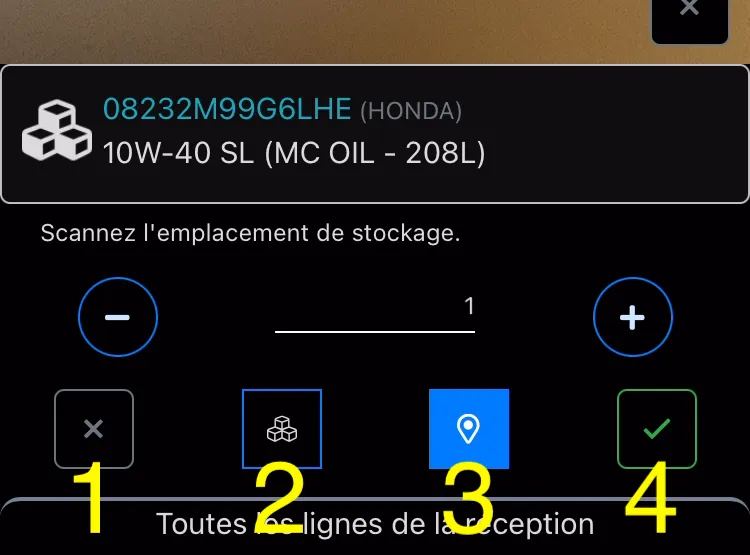 08232M99G6LHE (HONDA)
10W-40 SL (MC OIL - 208L)
Scannez l'emplacement de stockage.
1
1 2 3 4
Toutes les lignes de la réception